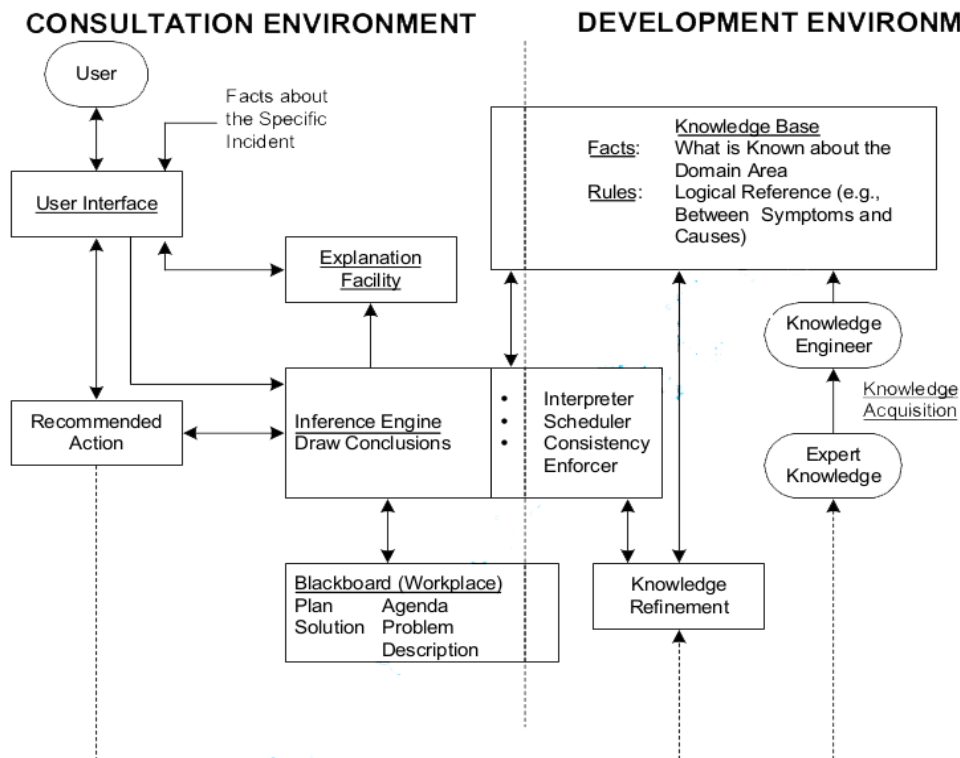 CONSULTATION ENVIRONMENT
DEVELOPMENT ENVIRONM
User
Facts about
the Specific
Incident
User Interface
Explanation
Facility
Knowledge Base
Facts: What is Known about the
Domain Area
Rules: Logical Reference (e.g.,
Between Symptoms and
Causes)
Knowledge
Engineer
Knowledge
Acquisition
Expert
Knowledge
Recommended
Action
Inference Engine
Draw Conclusions
• Interpreter
• Scheduler
• Consistency
Enforcer
Blackboard (Workplace)
Plan Agenda
Solution Problem
Description
Knowledge
Refinement